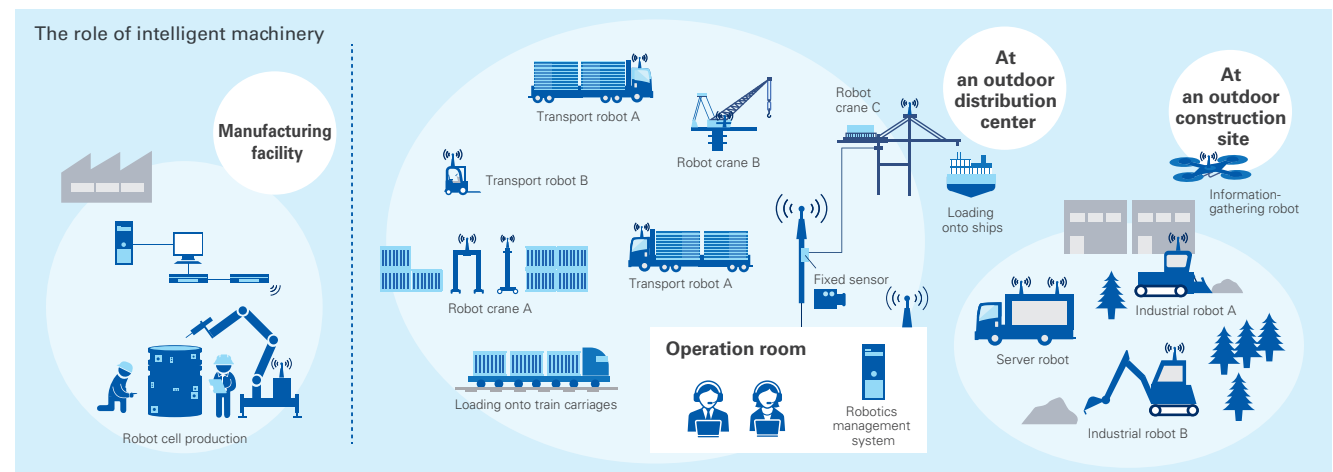 The role of intelligent machinery
Manufacturing
facility
Robot cell production
Transport robot A
Robot crane B
Robot
crane C
At
an outdoor
distribution
center
Transport robot B
Loading
onto ships
Robot crane A
Transport robot A
Fixed sensor
Loading onto train carriages
Operation room
Robotics
management
system
At
an outdoor
construction
site
Information-
gathering robot
Industrial robot A
Server robot
Industrial robot B